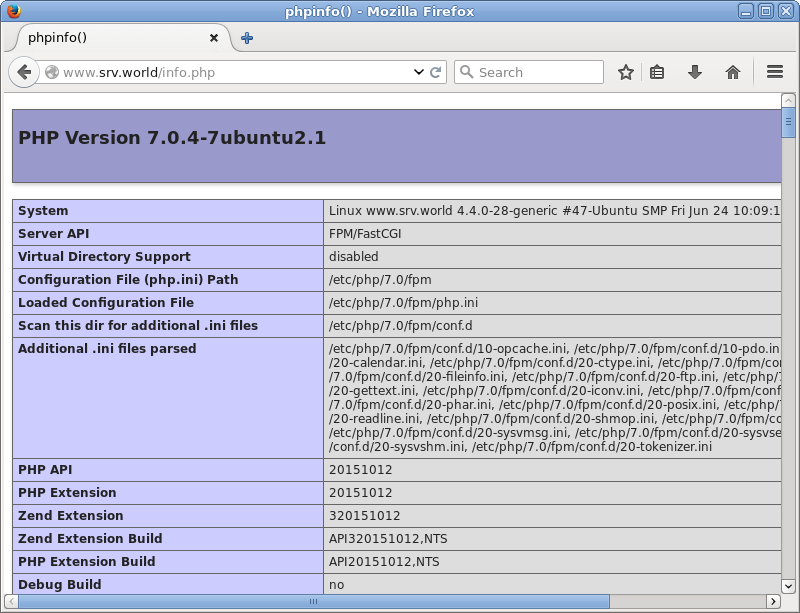 phpinfo() - Mozilla Firefox
phpinfo()
www.srv.world/info.php
Search
PHP Version 7.0.4-7ubuntu2.1
System Linux www.srv.world 4.4.0-28-generic #47-Ubuntu SMP Fri Jun 24 10:09:1
Server API FPM/FastCGI
Virtual Directory Support disabled
Configuration File (php.ini) Path /etc/php/7.0/fpm
Loaded Configuration File /etc/php/7.0/fpm/php.ini
Scan this dir for additional .ini files /etc/php/7.0/fpm/conf.d
Additional .ini files parsed /etc/php/7.0/fpm/conf.d/10-opcache.ini, /etc/php/7.0/fpm/conf.d/10-pdo.in
/20-calendar.ini, /etc/php/7.0/fpm/conf.d/20-ctype.ini, /etc/php/7.0/fpm/co
/7.0/fpm/conf.d/20-fileinfo.ini, /etc/php/7.0/fpm/conf.d/20-ftp.ini, /etc/php/7
/20-gettext.ini, /etc/php/7.0/fpm/conf.d/20-iconv.ini, /etc/php/7.0/fpm/conf
/7.0/fpm/conf.d/20-phar.ini, /etc/php/7.0/fpm/conf.d/20-posix.ini, /etc/php/7
/20-readline.ini, /etc/php/7.0/fpm/conf.d/20-shmop.ini, /etc/php/7.0/fpm/co
/etc/php/7.0/fpm/conf.d/20-sysvmsg.ini, /etc/php/7.0/fpm/conf.d/20-sysvse
/conf.d/20-sysvshm.ini, /etc/php/7.0/fpm/conf.d/20-tokenizer.ini
PHP API 20151012
PHP Extension 20151012
Zend Extension 320151012
Zend Extension Build API320151012,NTS
PHP Extension Build API20151012,NTS
Debug Build no